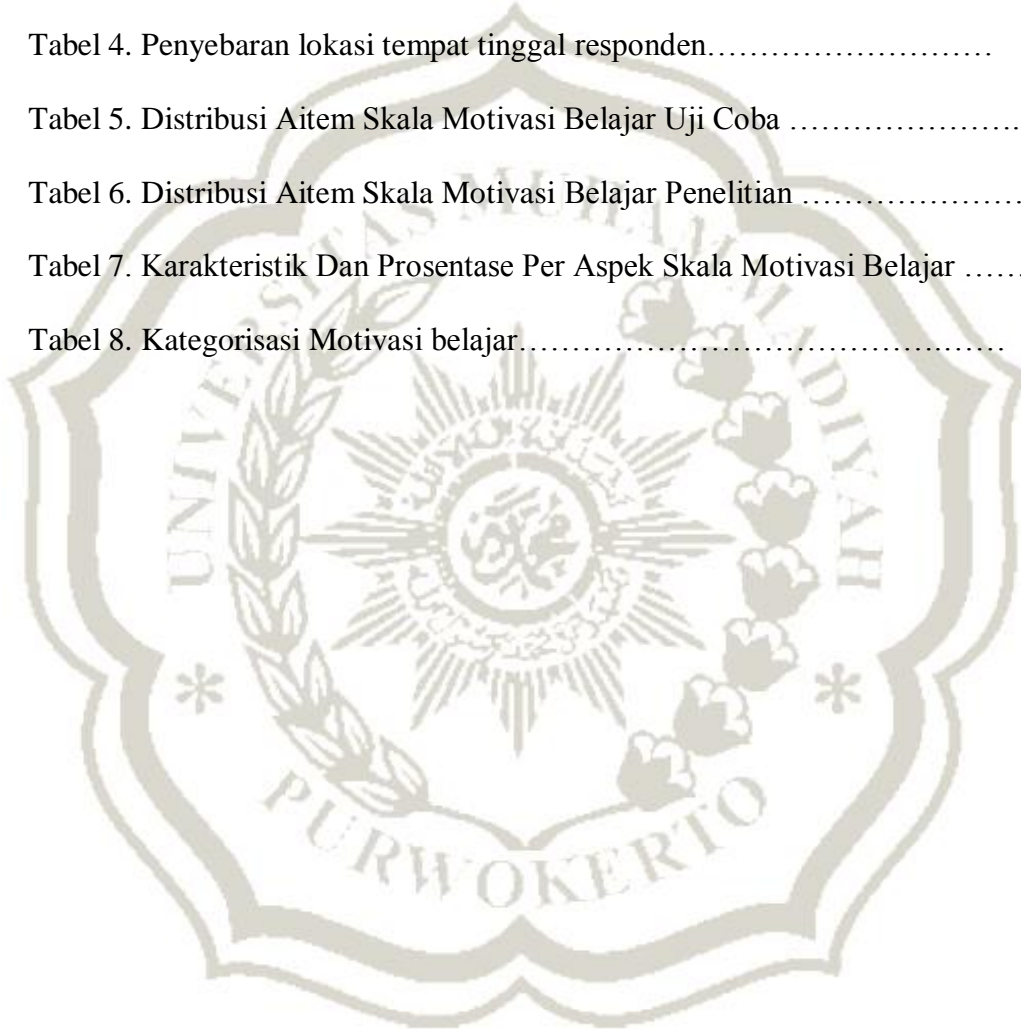 Tabel 4. Penyebaran lokasi tempat tinggal responden………………………
Tabel 5. Distribusi Aitem Skala Motivasi Belajar Uji Coba ………………….
Tabel 6. Distribusi Aitem Skala Motivasi Belajar Penelitian …………………
Tabel 7. Karakteristik Dan Prosentase Per Aspek Skala Motivasi Belajar ……
Tabel 8. Kategorisasi Motivasi belajar…………………………………….……
UNIVERSITAS MUHAMMADIYAH
PURWOKERTO